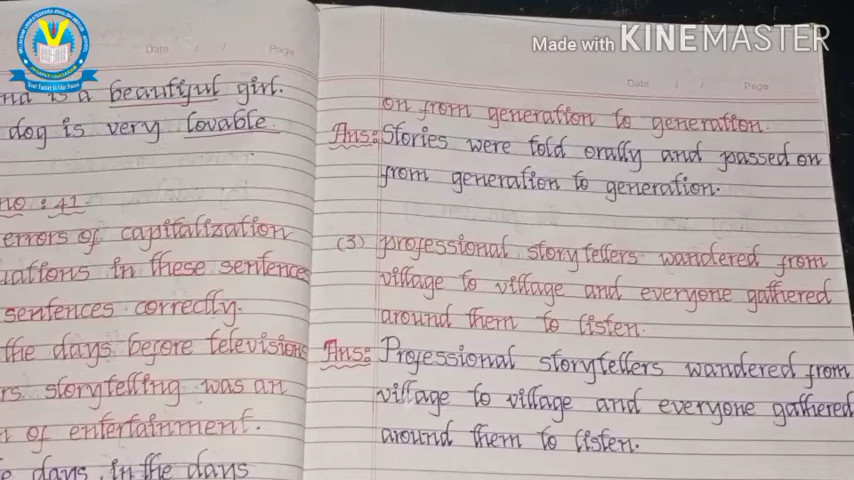 Made with KINEMASTER
Date / / Page
is a beautiful girl.
dog is very lovable.
no : 41
errors of capitalization
in these sentences
sentences correctly.
the days before televisions
storytelling was an
of entertainment.
days in the days
Date / / Page
on from generation to generation.
Ans: Stories were told orally and passed on
from generation to generation.
(3) professional storytellers wandered from
village to village and everyone gathered
around them to listen.
Ans: Professional storytellers wandered from
village to village and everyone gathered
around them to listen.